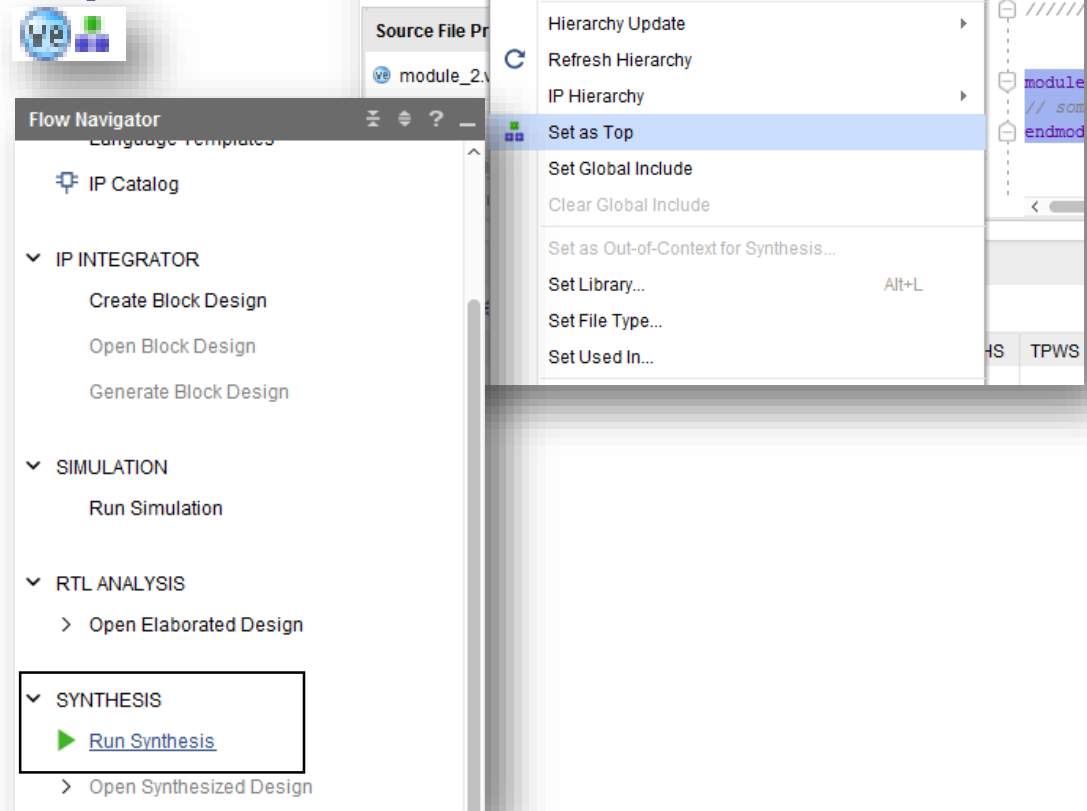 ve
Source File Pr
module_2.v
Hierarchy Update
Refresh Hierarchy
IP Hierarchy
Set as Top
Set Global Include
Clear Global Include
Set as Out-of-Context for Synthesis...
Set Library... Alt+L
Set File Type...
Set Used In...
//////
module
// som
endmod
HS TPWS
Flow Navigator
Language Templates
IP Catalog
IP INTEGRATOR
Create Block Design
Open Block Design
Generate Block Design
SIMULATION
Run Simulation
RTL ANALYSIS
Open Elaborated Design
SYNTHESIS
Run Synthesis
Open Synthesized Design